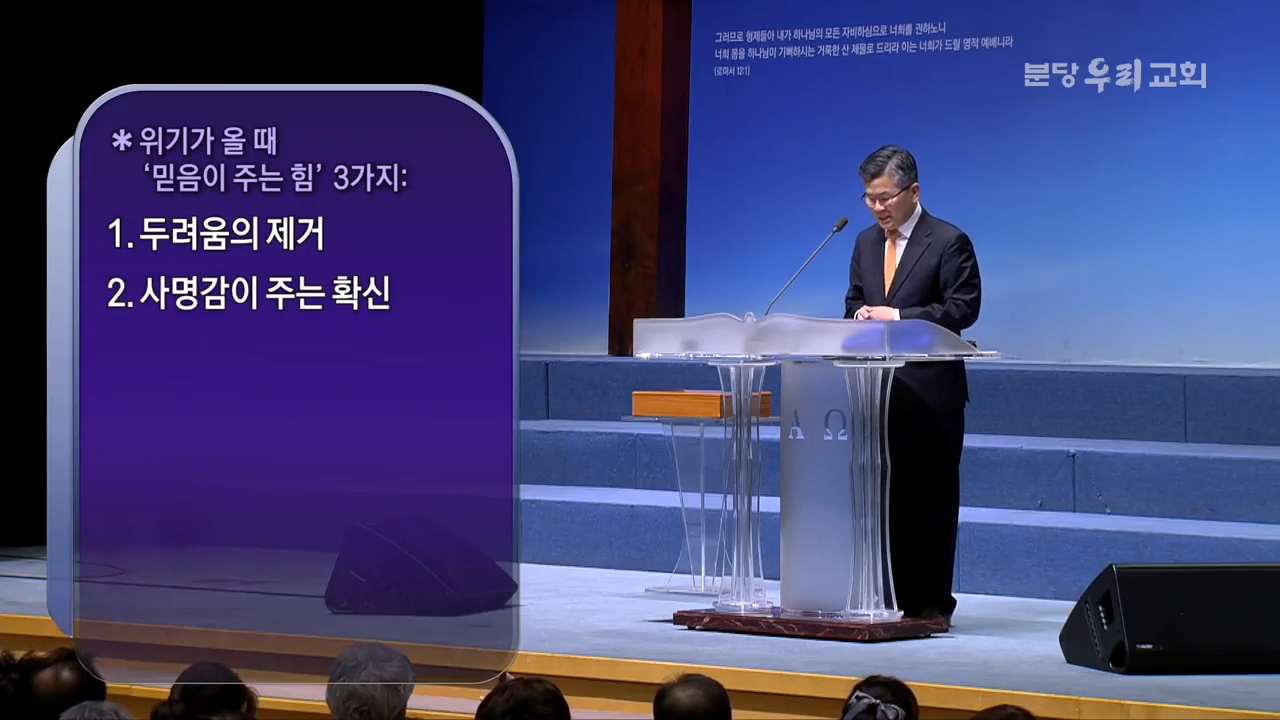 그러므로 형제들아 내가 하나님의 모든 자비하심으로 너희를 권하노니
너희 몸을 하나님이 기뻐하시는 거룩한 산 제물로 드리라 이는 너희가 드릴 영적 예배니라
(로마서 12:1)
분당우리교회
* 위기가 올 때
‘믿음이 주는 힘’ 3가지:
1. 두려움의 제거
2. 사명감이 주는 확신
A Ω